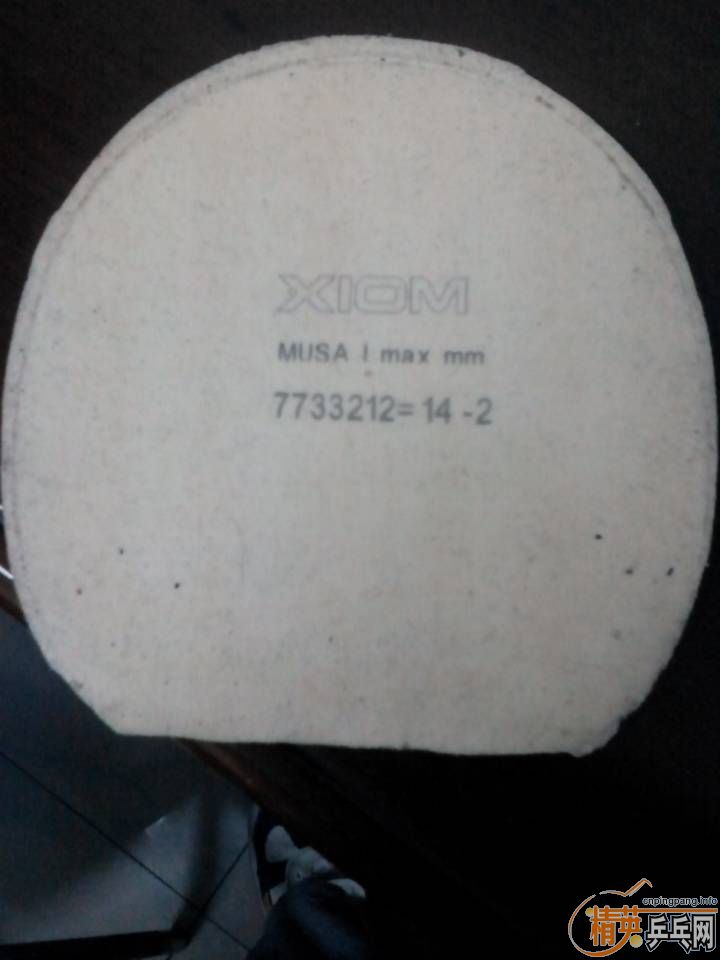 XIOM
MUSA I max mm
7733212=14 -2
cnpingpang.info
精英乒乓网